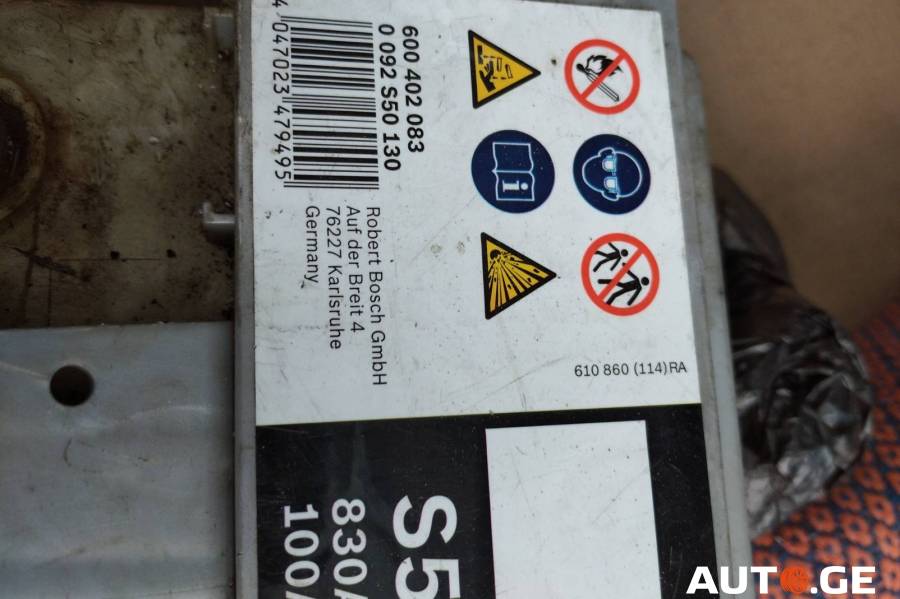 600 402 083
0 092 S50 130
4 047023 479495
Robert Bosch GmbH
Auf der Breit 4
76227 Karlsruhe
Germany
610 860 (114)RA
S5
830A
100A
AUTO.GE